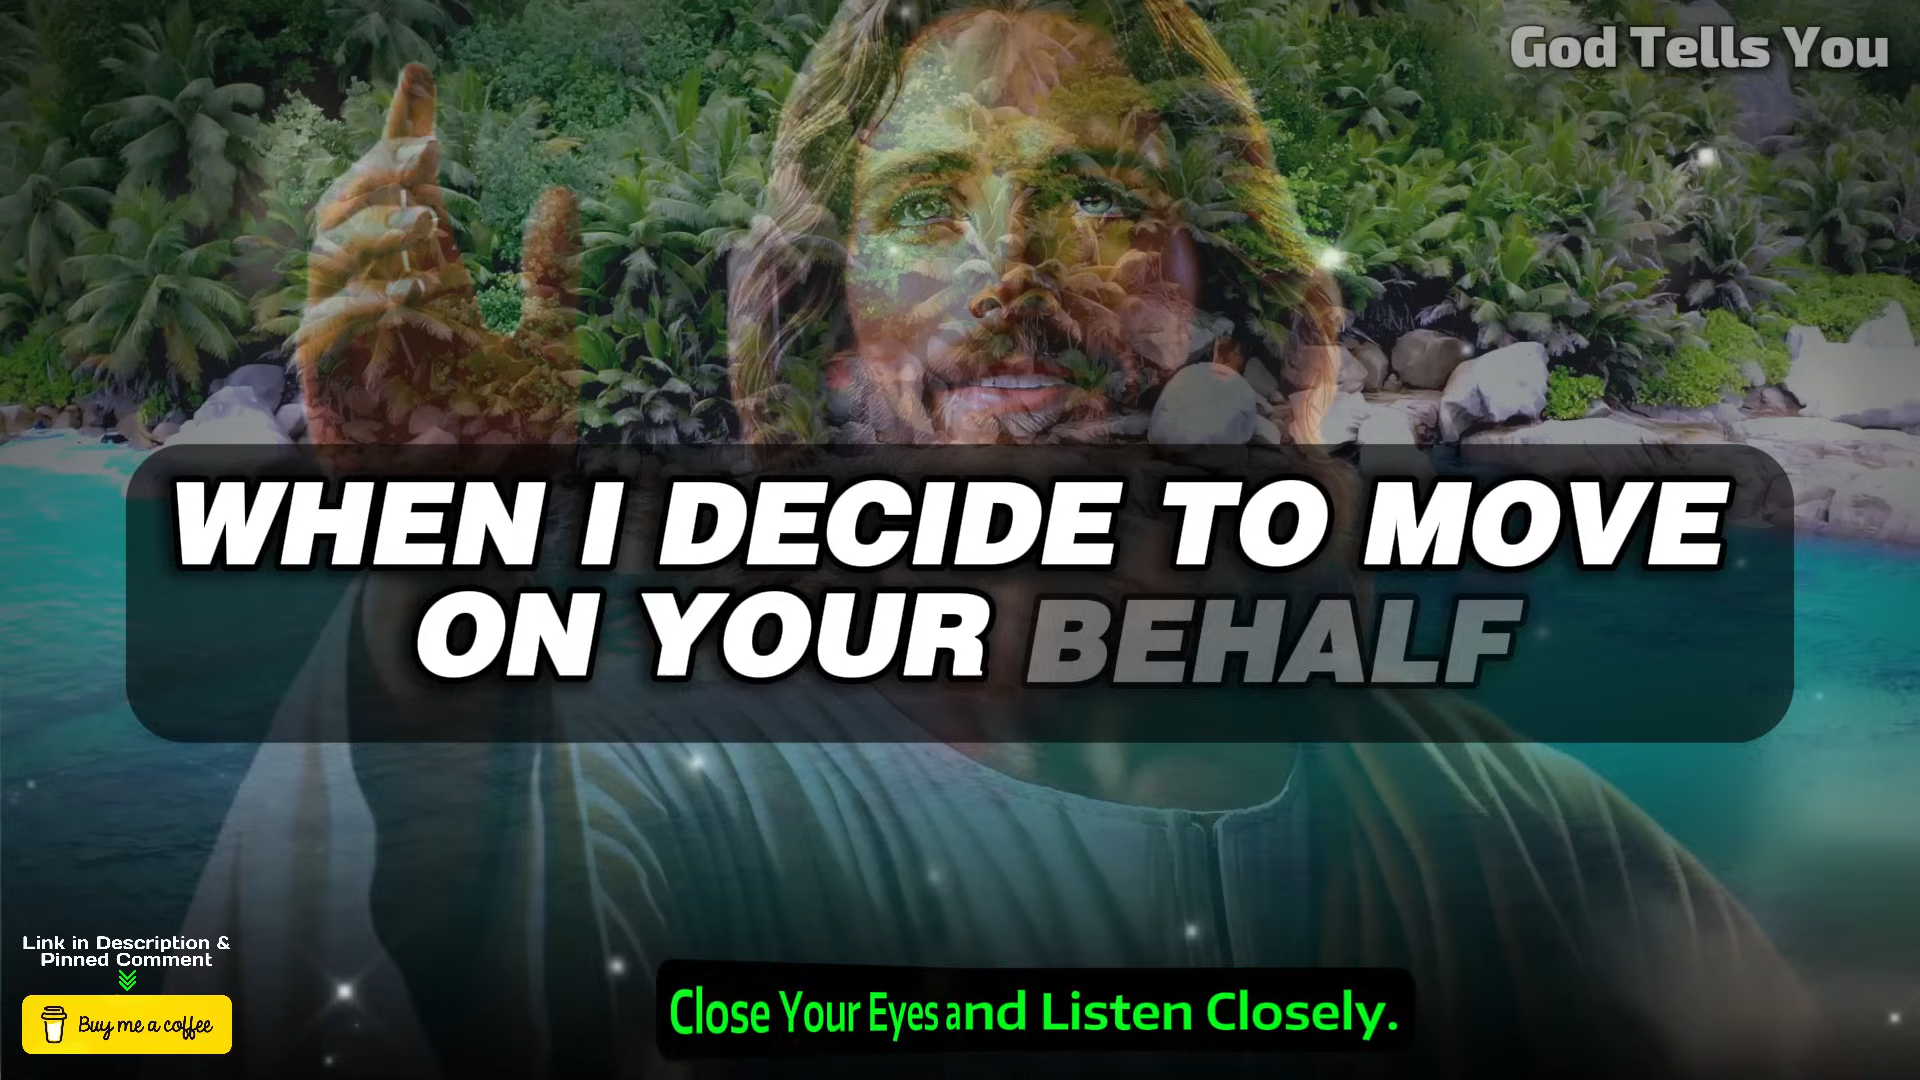 God Tells You
WHEN I DECIDE TO MOVE
ON YOUR BEHALF
Link in Description &
Pinned Comment
Buy me a coffee
Close Your Eyes and Listen Closely.